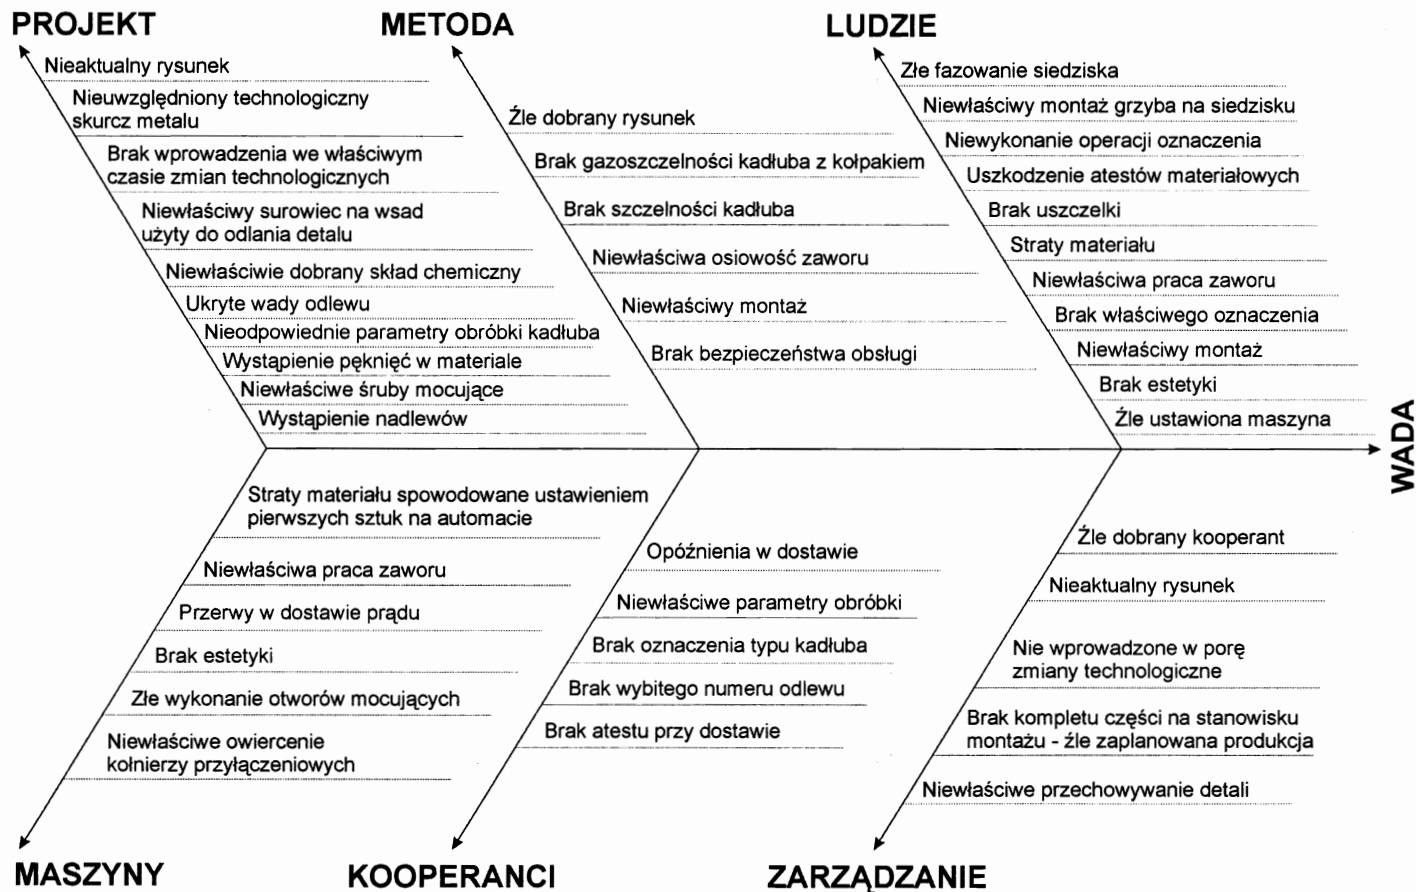 PROJEKT
Nieaktualny rysunek
Nieuwzględniony technologiczny
skurcz metalu
Brak wprowadzenia we właściwym
czasie zmian technologicznych
Niewłaściwy surowiec na wsad
użyty do odlania detalu
Niewłaściwie dobrany skład chemiczny
Ukryte wady odlewu
Nieodpowiednie parametry obróbki kadłuba
Wystąpienie pęknięć w materiale
Niewłaściwe śruby mocujące
Wystąpienie nadlewów
METODA
Źle dobrany rysunek
Brak gazoszczelności kadłuba z kołpakiem
Brak szczelności kadłuba
Niewłaściwa osiowość zaworu
Niewłaściwy montaż
Brak bezpieczeństwa obsługi
LUDZIE
Złe fazowanie siedziska
Niewłaściwy montaż grzyba na siedzisku
Niewykonanie operacji oznaczenia
Uszkodzenie atestów materiałowych
Brak uszczelki
Straty materiału
Niewłaściwa praca zaworu
Brak właściwego oznaczenia
Niewłaściwy montaż
Brak estetyki
Źle ustawiona maszyna
WADA
Straty materiału spowodowane ustawieniem
pierwszych sztuk na automacie
Niewłaściwa praca zaworu
Przerwy w dostawie prądu
Brak estetyki
Złe wykonanie otworów mocujących
Niewłaściwe owiercenie
kołnierzy przyłączeniowych
MASZYNY
Opóźnienia w dostawie
Niewłaściwe parametry obróbki
Brak oznaczenia typu kadłuba
Brak wybitego numeru odlewu
Brak atestu przy dostawie
KOOPERANCI
Źle dobrany kooperant
Nieaktualny rysunek
Nie wprowadzone w porę
zmiany technologiczne
Brak kompletu części na stanowisku
montażu - źle zaplanowana produkcja
Niewłaściwe przechowywanie detali
ZARZĄDZANIE